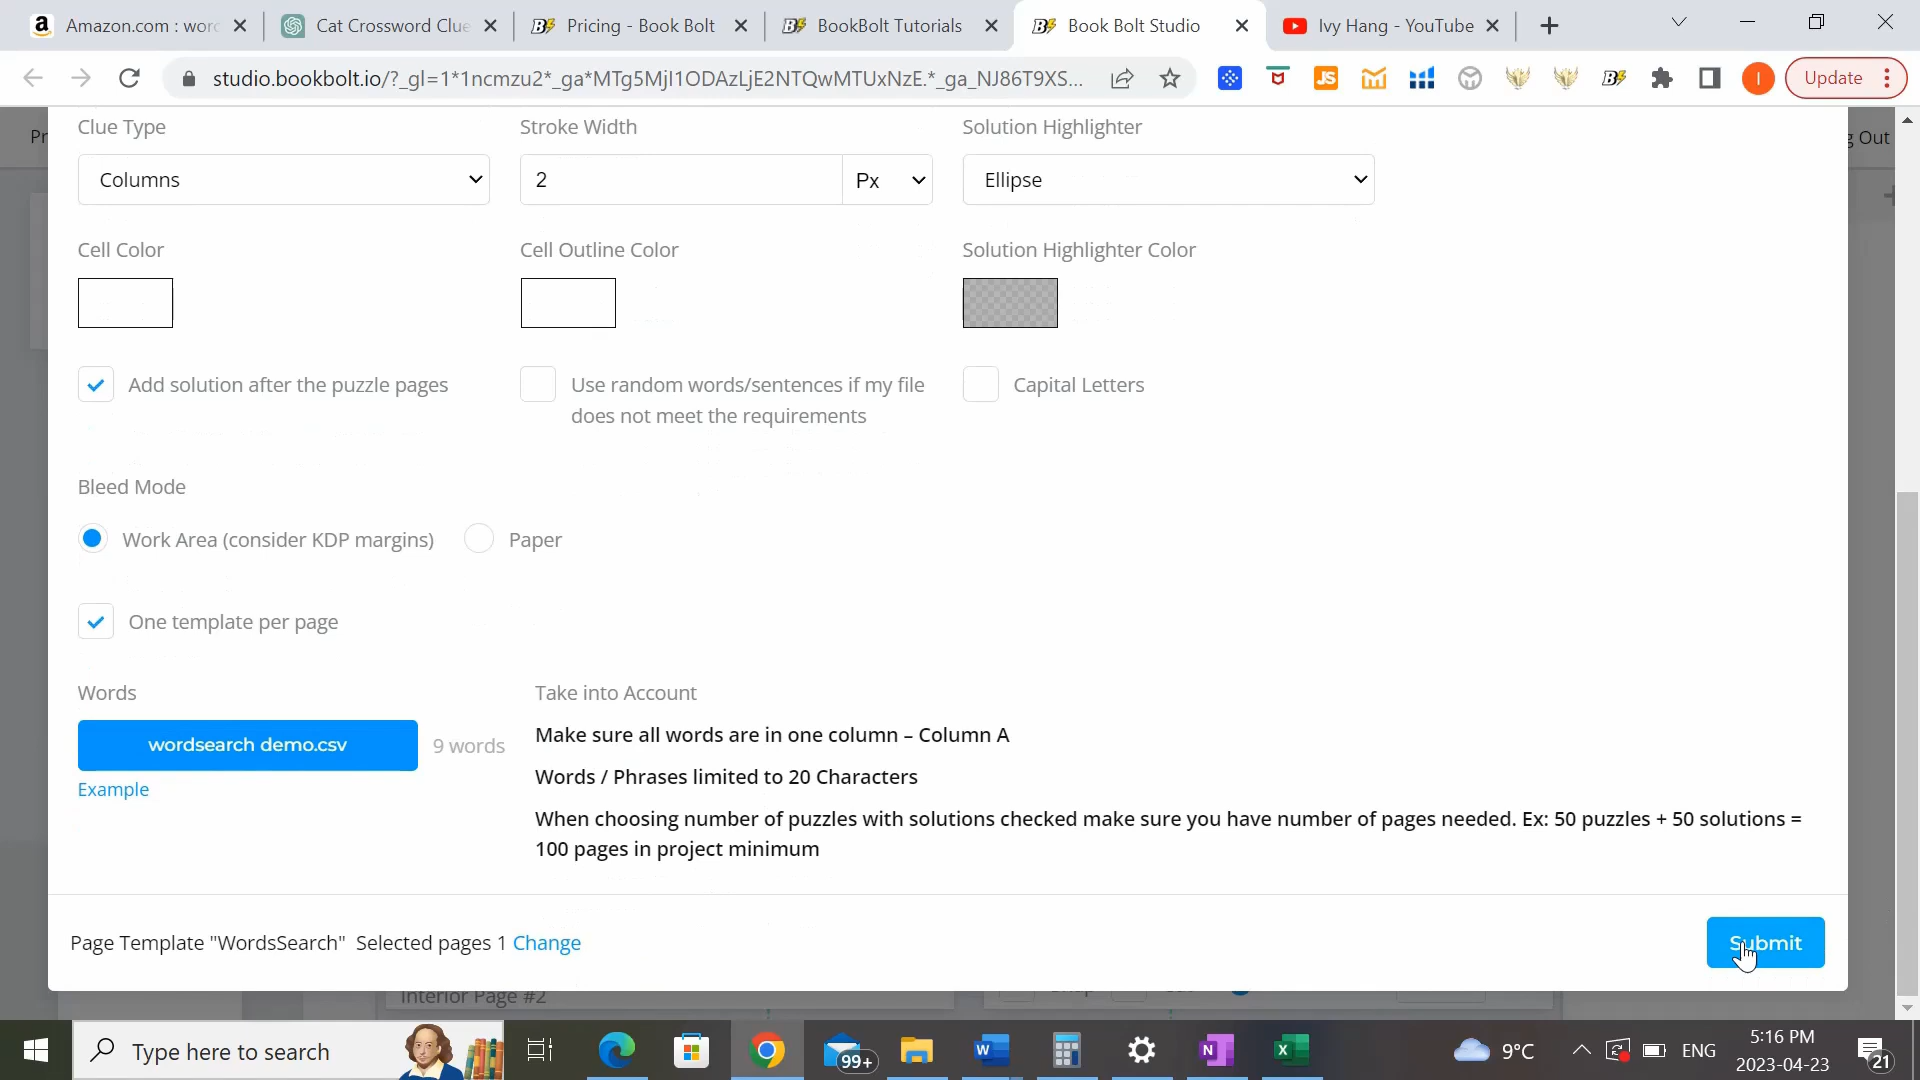 Amazon.com : worc
Cat Crossword Clue
Pricing - Book Bolt
BookBolt Tutorials
Book Bolt Studio
Ivy Hang - YouTube
studio.bookbolt.io/?_gl=1*1ncmzu2*_ga*MTg5MjI1ODAzLjE2NTQwMTUxNzE.*_ga_NJ86T9XS...
JS
I
Update
Pr
g Out
Clue Type
Stroke Width
Solution Highlighter
Columns
2
Px
Ellipse
Cell Color
Cell Outline Color
Solution Highlighter Color
Add solution after the puzzle pages
Use random words/sentences if my file
does not meet the requirements
Capital Letters
Bleed Mode
Work Area (consider KDP margins)
Paper
One template per page
Words
Take into Account
wordsearch demo.csv
9 words
Make sure all words are in one column – Column A
Example
Words / Phrases limited to 20 Characters
When choosing number of puzzles with solutions checked make sure you have number of pages needed. Ex: 50 puzzles + 50 solutions =
100 pages in project minimum
Page Template "WordsSearch" Selected pages 1 Change
Submit
Interior Page #2
Type here to search
99+
9°C
ENG
5:16 PM
2023-04-23
21